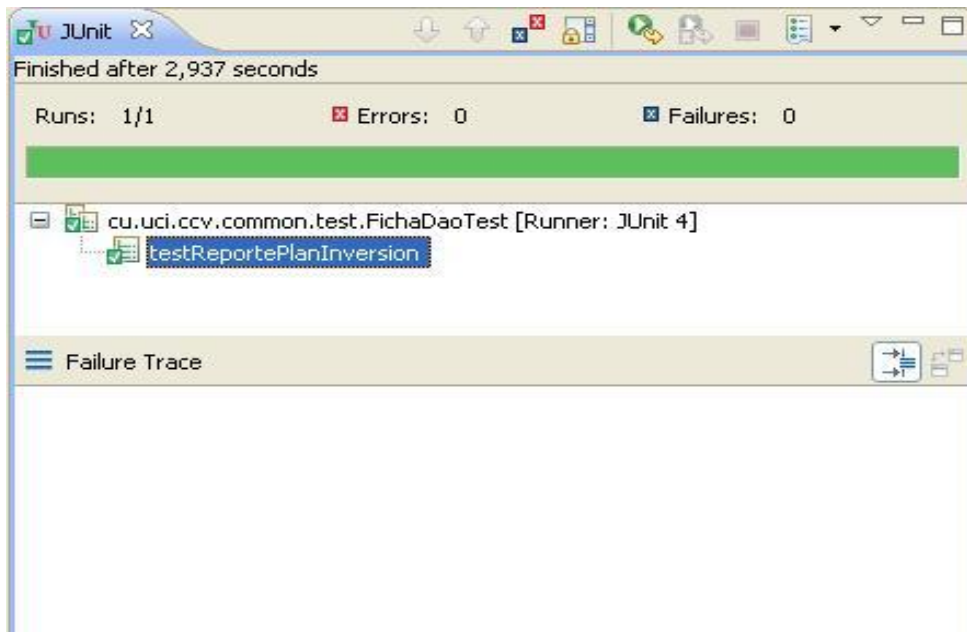 JUnit
Finished after 2,937 seconds
Runs: 1/1 Errors: 0 Failures: 0
cu.uci.ccv.common.test.FichaDaoTest [Runner: JUnit 4]
testReportePlanInversion
Failure Trace